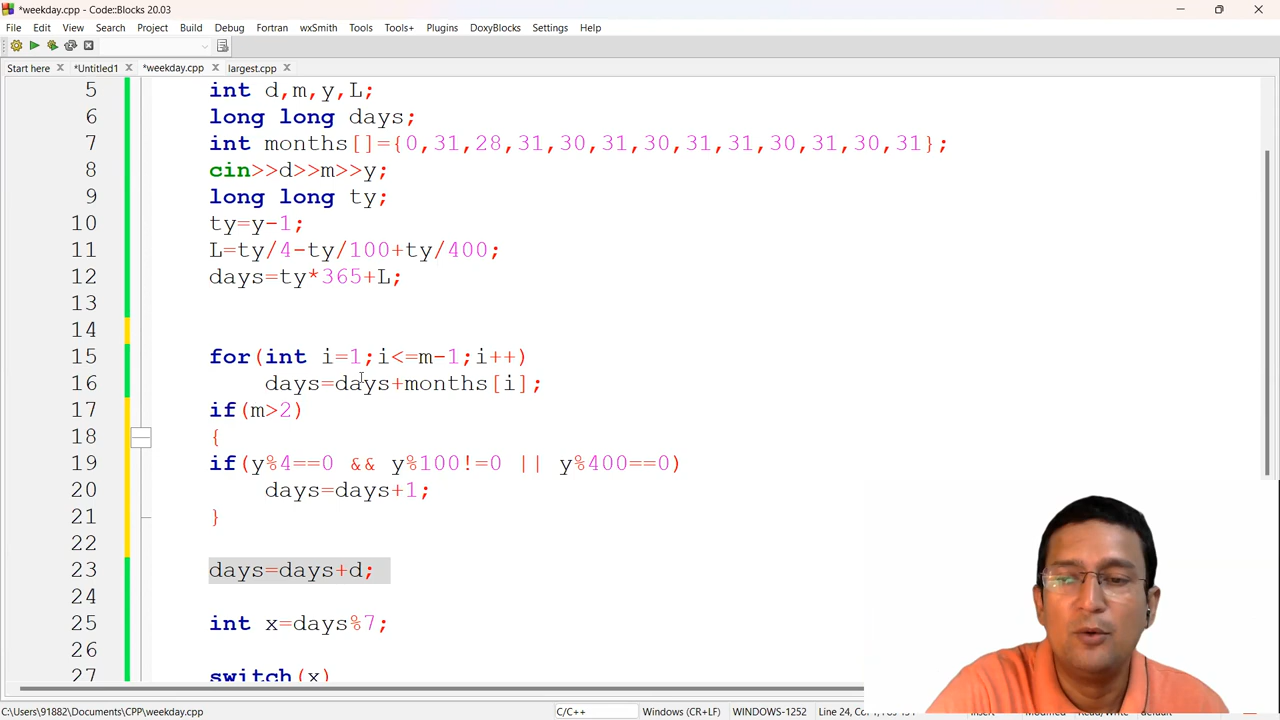 *weekday.cpp - Code::Blocks 20.03
File Edit View Search Project Build Debug Fortran wxSmith Tools Tools+ Plugins DoxyBlocks Settings Help
Start here *Untitled1 *weekday.cpp largest.cpp
5 int d,m,y,L;
6 long long days;
7 int months[]={0,31,28,31,30,31,30,31,31,30,31,30,31};
8 cin>>d>>m>>y;
9 long long ty;
10 ty=y-1;
11 L=ty/4-ty/100+ty/400;
12 days=ty*365+L;
13
14
15 for(int i=1;i<=m-1;i++)
16 days=days+months[i];
17 if(m>2)
18 {
19 if(y%4==0 && y%100!=0 || y%400==0)
20 days=days+1;
21 }
22
23 days=days+d;
24
25 int x=days%7;
26
27 switch(x)
C:\Users\91882\Documents\CPP\weekday.cpp C/C++ Windows (CR+LF) WINDOWS-1252